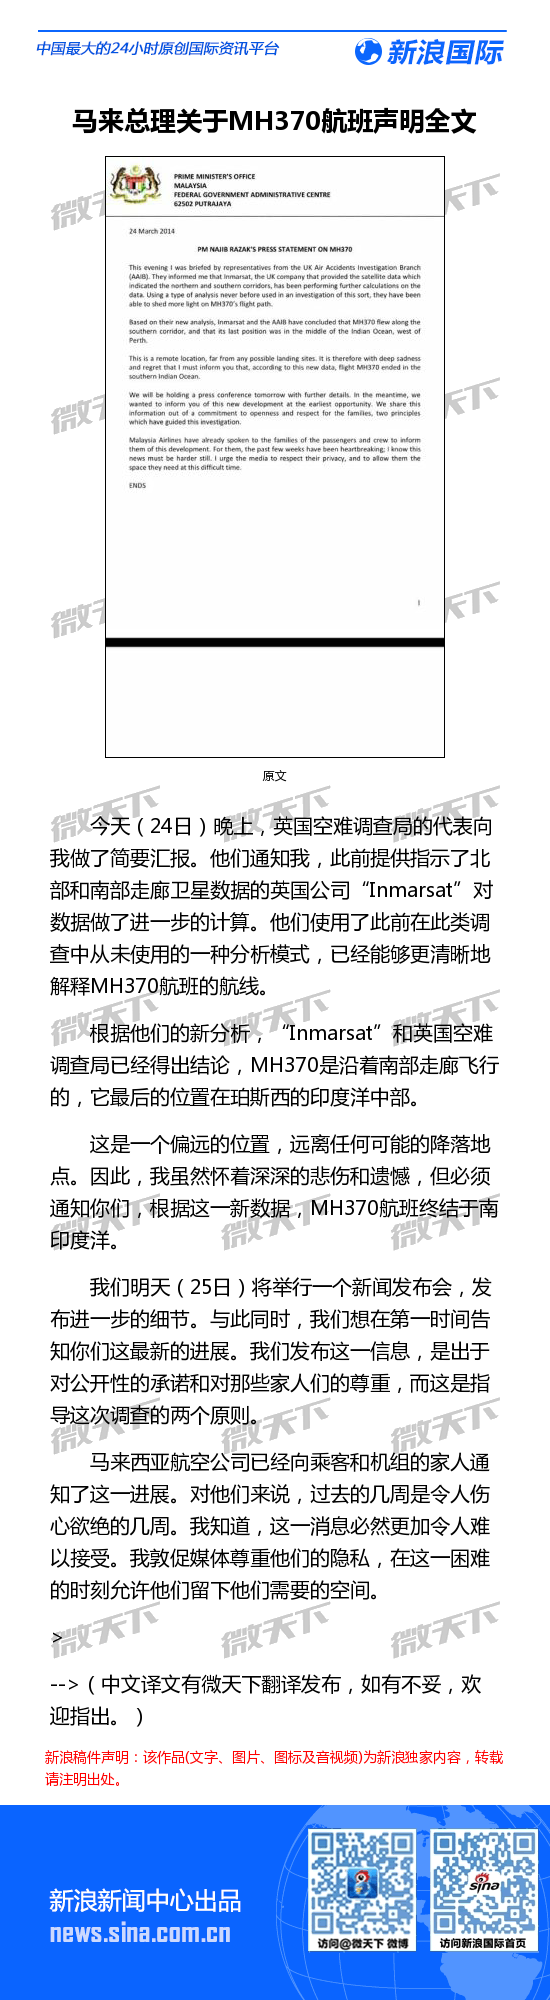 中国最大的24小时原创国际资讯平台
新浪国际
马来总理关于MH370航班声明全文
PRIME MINISTER'S OFFICE
MALAYSIA
FEDERAL GOVERNMENT ADMINISTRATIVE CENTRE
62502 PUTRAJAYA
24 March 2014
PM NAJIB RAZAK'S PRESS STATEMENT ON MH370
This evening I was briefed by representatives from the UK Air Accidents Investigation Branch
(AAIB). They informed me that Inmarsat, the UK company that provided the satellite data which
indicated the northern and southern corridors, has been performing further calculations on the
data. Using a type of analysis never before used in an investigation of this sort, they have been
able to shed more light on MH370's flight path.
Based on their new analysis, Inmarsat and the AAIB have concluded that MH370 flew along the
southern corridor, and that its last position was in the middle of the Indian Ocean, west of
Perth.
This is a remote location, far from any possible landing sites. It is therefore with deep sadness
and regret that I must inform you that, according to this new data, flight MH370 ended in the
southern Indian Ocean.
We will be holding a press conference tomorrow with further details. In the meantime, we
wanted to inform you of this new development at the earliest opportunity. We share this
information out of a commitment to openness and respect for the families, two principles
which have guided this investigation.
Malaysia Airlines have already spoken to the families of the passengers and crew to inform
them of this development. For them, the past few weeks have been heartbreaking; I know this
news must be harder still. I urge the media to respect their privacy, and to allow them the
space they need at this difficult time.
ENDS
原文
今天（24日）晚上，英国空难调查局的代表向
我做了简要汇报。他们通知我，此前提供指示了北
部和南部走廊卫星数据的英国公司“Inmarsat”对
数据做了进一步的计算。他们使用了此前在此类调
查中从未使用的一种分析模式，已经能够更清晰地
解释MH370航班的航线。
根据他们的新分析，“Inmarsat”和英国空难
调查局已经得出结论，MH370是沿着南部走廊飞行
的，它最后的位置在珀斯西的印度洋中部。
这是一个偏远的位置，远离任何可能的降落地
点。因此，我虽然怀着深深的悲伤和遗憾，但必须
通知你们，根据这一新数据，MH370航班终结于南
印度洋。
我们明天（25日）将举行一个新闻发布会，发
布进一步的细节。与此同时，我们想在第一时间告
知你们这最新的进展。我们发布这一信息，是出于
对公开性的承诺和对那些家人们的尊重，而这是指
导这次调查的两个原则。
马来西亚航空公司已经向乘客和机组的家人通
知了这一进展。对他们来说，过去的几周是令人伤
心欲绝的几周。我知道，这一消息必然更加令人难
以接受。我敦促媒体尊重他们的隐私，在这一困难
的时刻允许他们留下他们需要的空间。
>
-->（中文译文有微天下翻译发布，如有不妥，欢
迎指出。）
新浪稿件声明：该作品(文字、图片、图标及音视频)为新浪独家内容，转载
请注明出处。
新浪新闻中心出品
news.sina.com.cn
访问@微天下 微博
sina
访问新浪国际首页
微天下